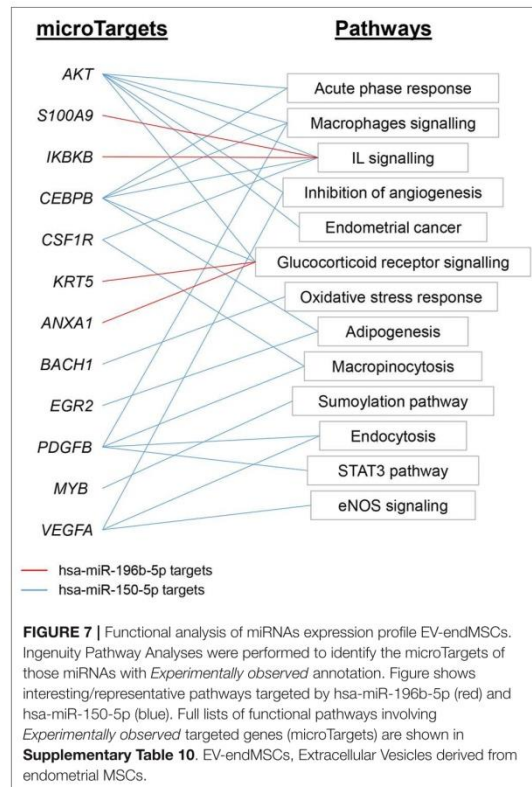 microTargets
Pathways
AKT
S100A9
IKBKB
CEBPB
CSF1R
KRT5
ANXA1
BACH1
EGR2
PDGFB
MYB
VEGFA
Acute phase response
Macrophages signalling
IL signalling
Inhibition of angiogenesis
Endometrial cancer
Glucocorticoid receptor signalling
Oxidative stress response
Adipogenesis
Macropinocytosis
Sumoylation pathway
Endocytosis
STAT3 pathway
eNOS signaling
hsa-miR-196b-5p targets
hsa-miR-150-5p targets
FIGURE 7 | Functional analysis of miRNAs expression profile EV-endMSCs.
Ingenuity Pathway Analyses were performed to identify the microTargets of
those miRNAs with Experimentally observed annotation. Figure shows
interesting/representative pathways targeted by hsa-miR-196b-5p (red) and
hsa-miR-150-5p (blue). Full lists of functional pathways involving
Experimentally observed targeted genes (microTargets) are shown in
Supplementary Table 10. EV-endMSCs, Extracellular Vesicles derived from
endometrial MSCs.